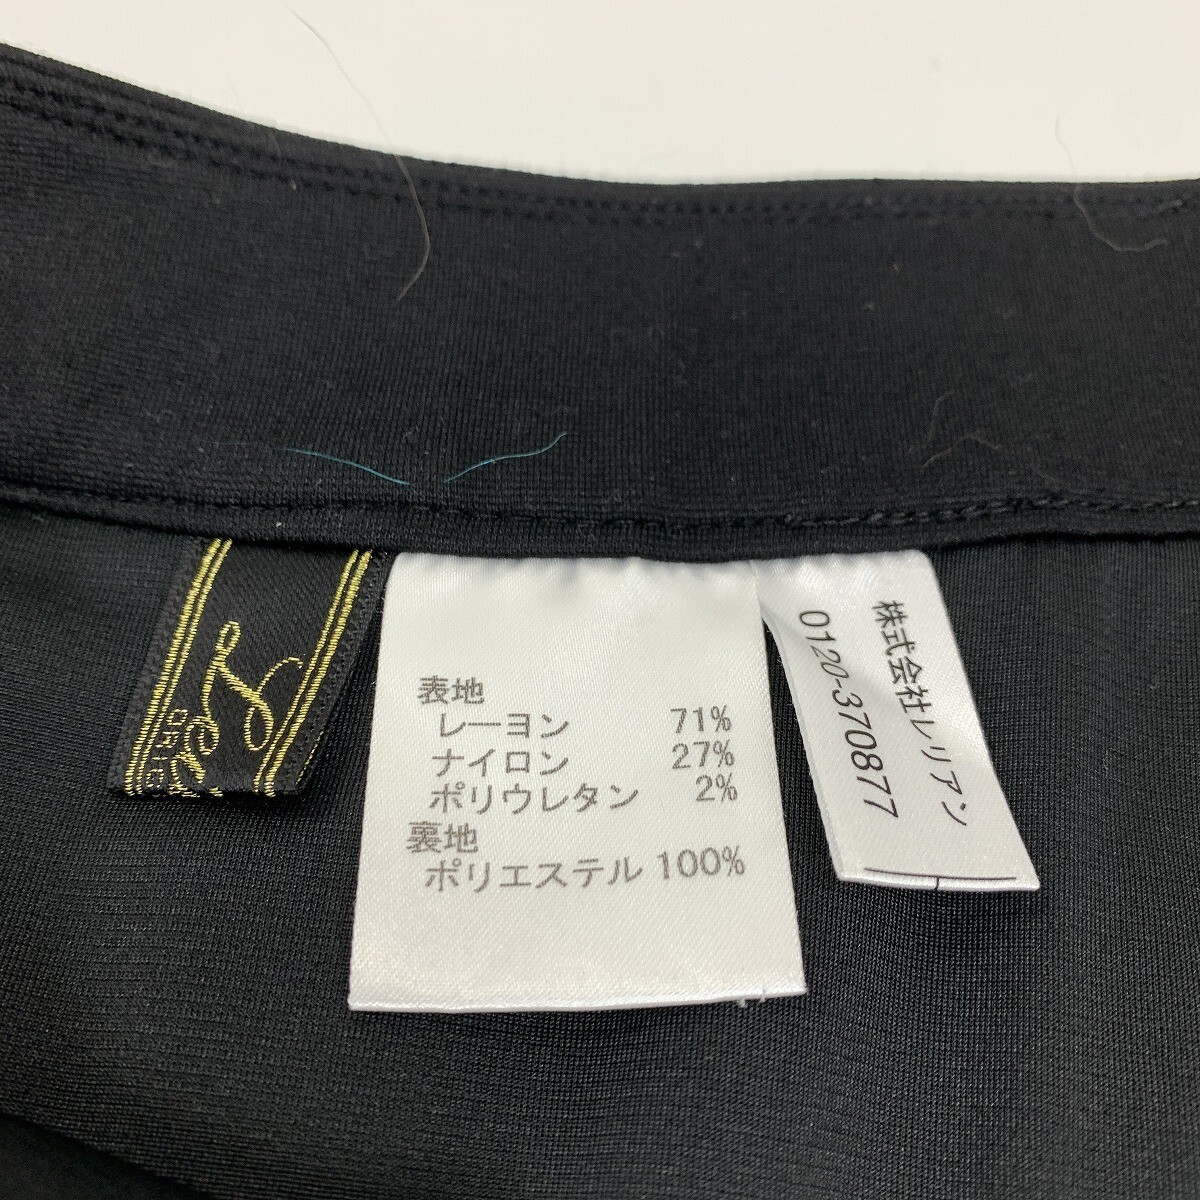 表地
レーヨン 71%
ナイロン 27%
ポリウレタン 2%
裏地
ポリエステル 100%
株式会社レリアン
0120-370877